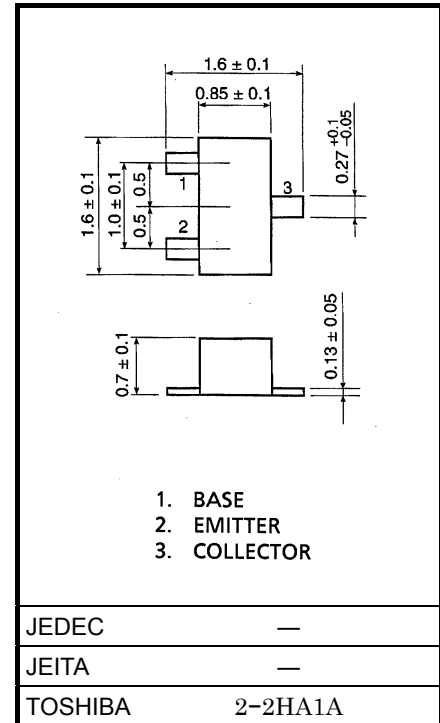 1.6 ± 0.1
0.85 ± 0.1
1.6 ± 0.1
1.0 ± 0.1
0.5
0.5
1
2
3
0.27 +0.1 −0.05
0.7 ± 0.1
0.13 ± 0.05
1. BASE
2. EMITTER
3. COLLECTOR
JEDEC —
JEITA —
TOSHIBA 2-2HA1A